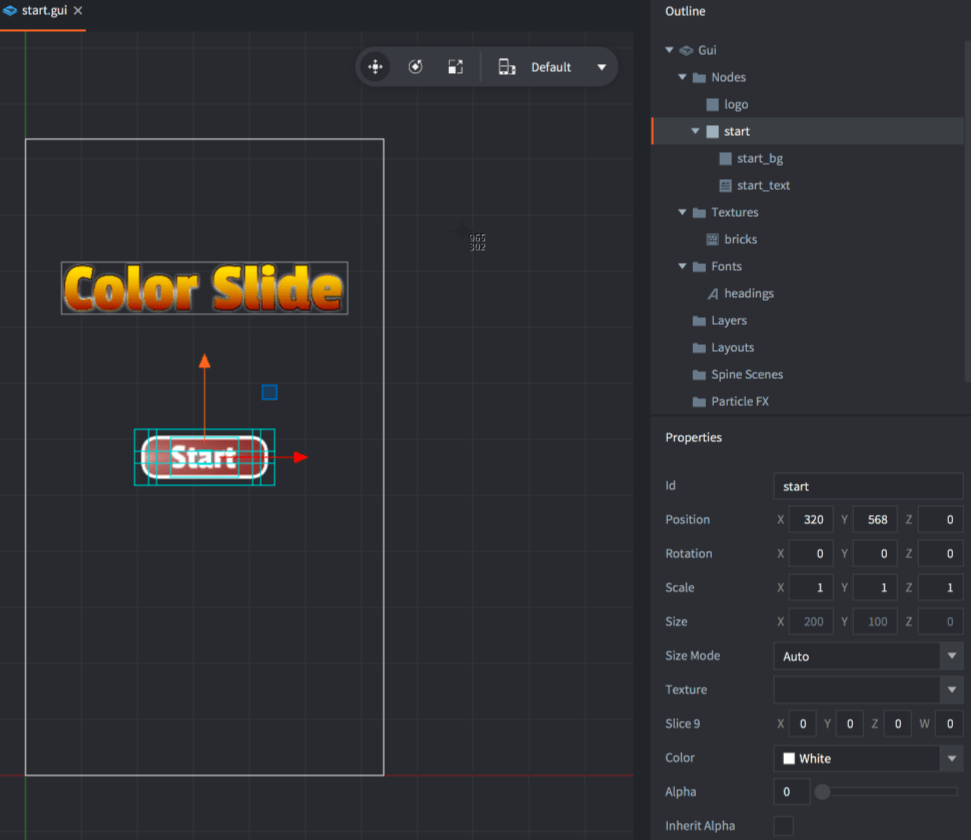 start.gui
Default
965
302
Color Slide
Start
Outline
Gui
Nodes
logo
start
start_bg
start_text
Textures
bricks
Fonts
headings
Layers
Layouts
Spine Scenes
Particle FX
Properties
Id start
Position X 320 Y 568 Z 0
Rotation X 0 Y 0 Z 0
Scale X 1 Y 1 Z 1
Size X 200 Y 100 Z 0
Size Mode Auto
Texture
Slice 9 X 0 Y 0 Z 0 W 0
Color White
Alpha 0
Inherit Alpha